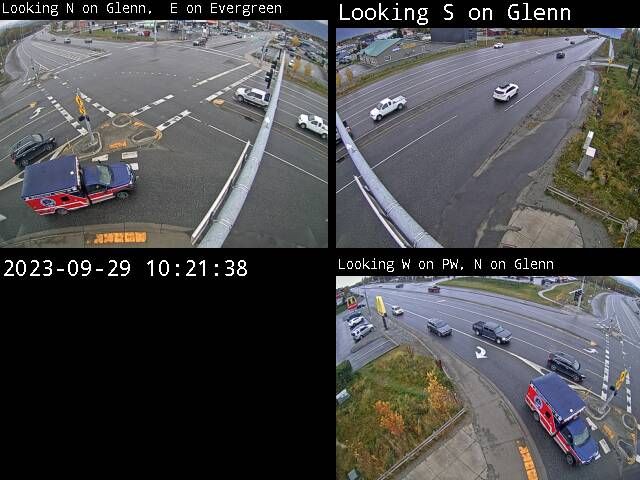 Looking N on Glenn,  E on Evergreen
Looking S on Glenn
2023-09-29 10:21:38
Looking W on PW, N on Glenn